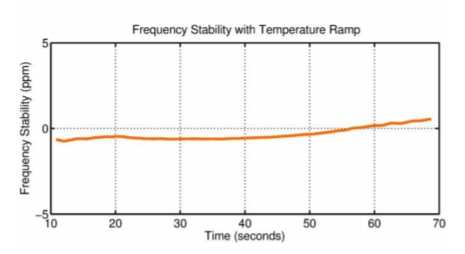 Frequency Stability with Temperature Ramp
5
0
−5
Frequency Stability (ppm)
10 20 30 40 50 60 70
Time (seconds)